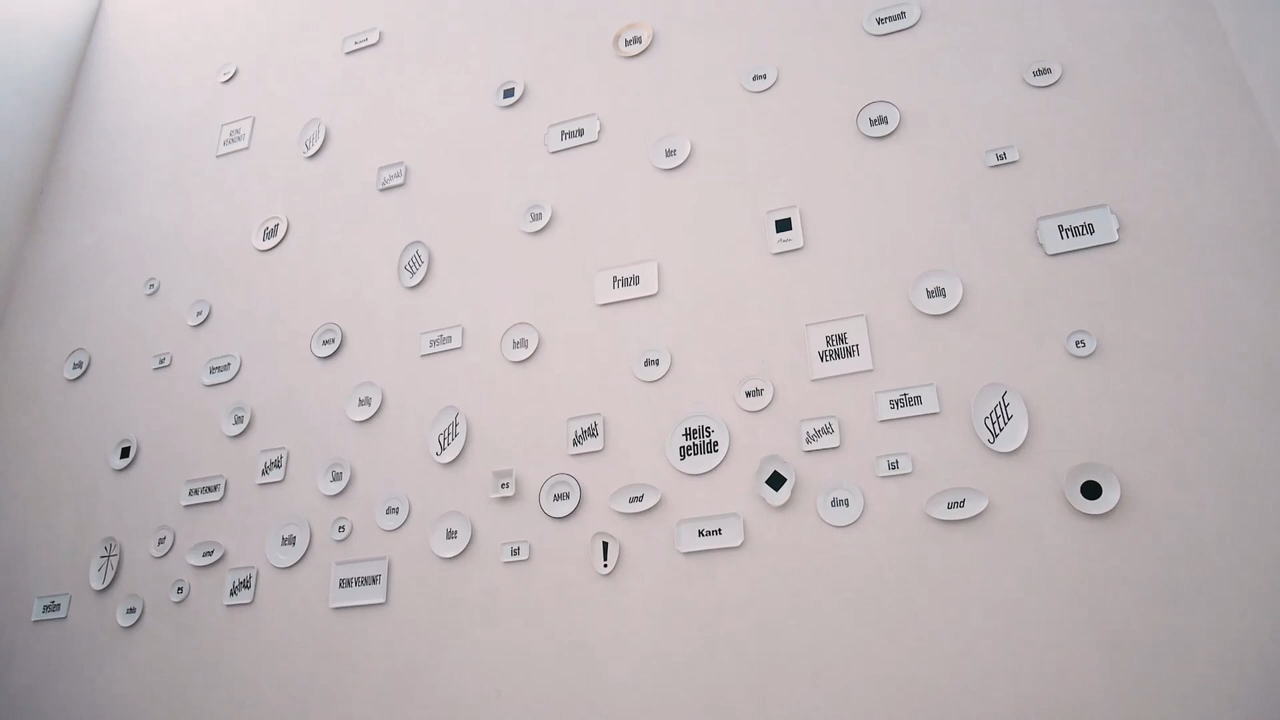 Vernunft
Kant
heilig
ding
schön
Prinzip
heilig
REINE
VERNUNFT
SEELE
Idee
ist
abstrakt
Sinn
Prinzip
Gott
SEELE
Prinzip
heilig
es
gut
AMEN
system
heilig
REINE
VERNUNFT
es
heilig
ist
Vernunft
ding
wahr
heilig
system
SEELE
Sinn
SEELE
abstrakt
Heils-
gebilde
abstrakt
abstrakt
Sinn
ist
REINE VERNUNFT
es
AMEN
und
ding
und
ding
gut
und
heilig
es
Idee
ist
!
Kant
es
abstrakt
REINE VERNUNFT
system
schön